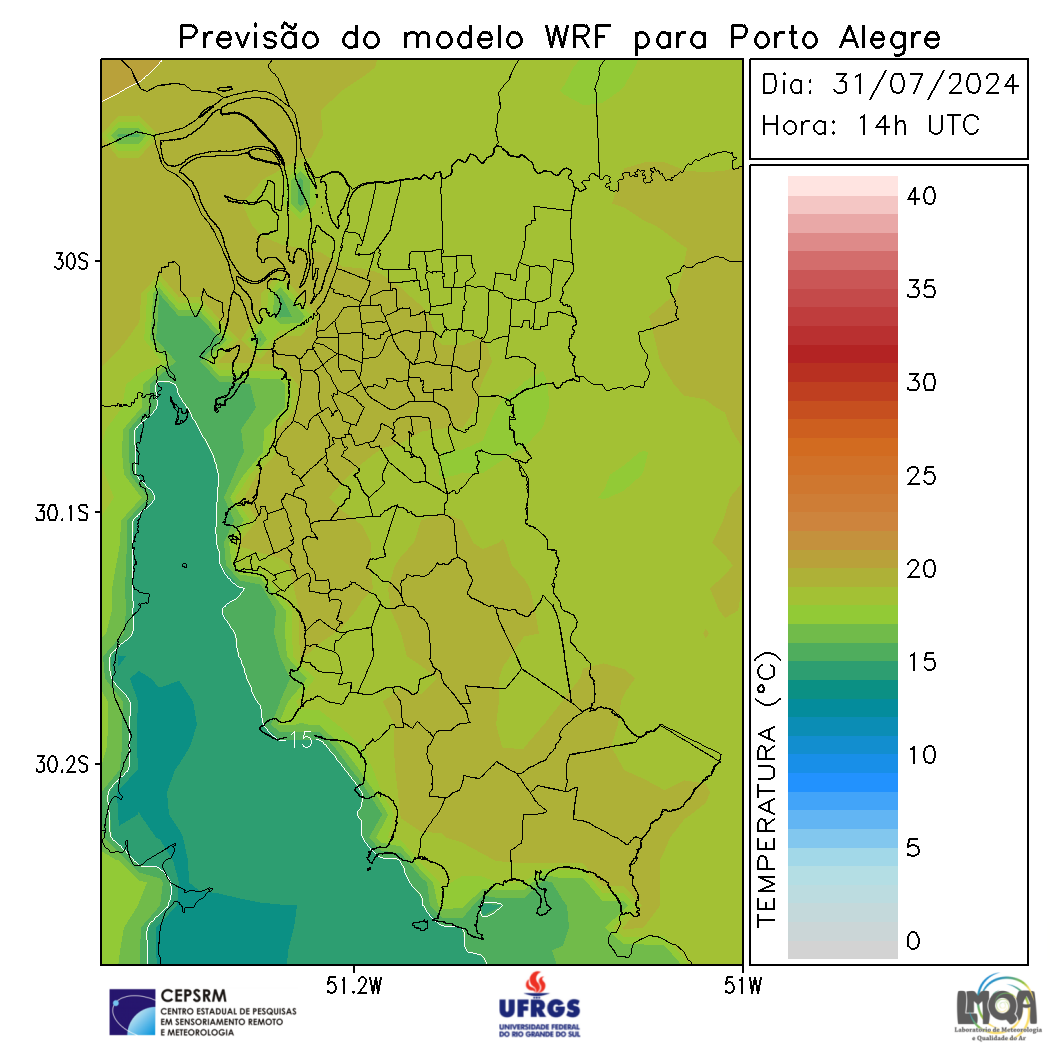 Previsão do modelo WRF para Porto Alegre
Dia: 31/07/2024
Hora: 14h UTC
40
35
30
25
20
15
10
5
0
TEMPERATURA (°C)
30S
30.1S
30.2S
15
51.2W
51W
CEPSRM
CENTRO ESTADUAL DE PESQUISAS
EM SENSORIAMENTO REMOTO
E METEOROLOGIA
UFRGS
UNIVERSIDADE FEDERAL
DO RIO GRANDE DO SUL
LMQA
Laboratório de Meteorologia
e Qualidade do Ar